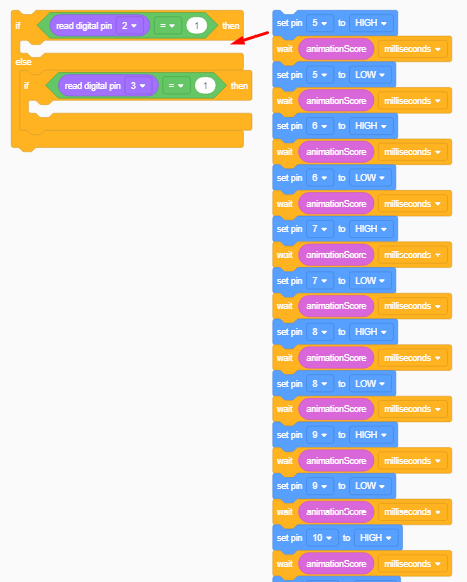 if read digital pin 2 = 1 then
else
if read digital pin 3 = 1 then
set pin 5 to HIGH
wait animationScore milliseconds
set pin 5 to LOW
wait animationScore milliseconds
set pin 6 to HIGH
wait animationScore milliseconds
set pin 6 to LOW
wait animationScore milliseconds
set pin 7 to HIGH
wait animationScore milliseconds
set pin 7 to LOW
wait animationScore milliseconds
set pin 8 to HIGH
wait animationScore milliseconds
set pin 8 to LOW
wait animationScore milliseconds
set pin 9 to HIGH
wait animationScore milliseconds
set pin 9 to LOW
wait animationScore milliseconds
set pin 10 to HIGH
wait animationScore milliseconds